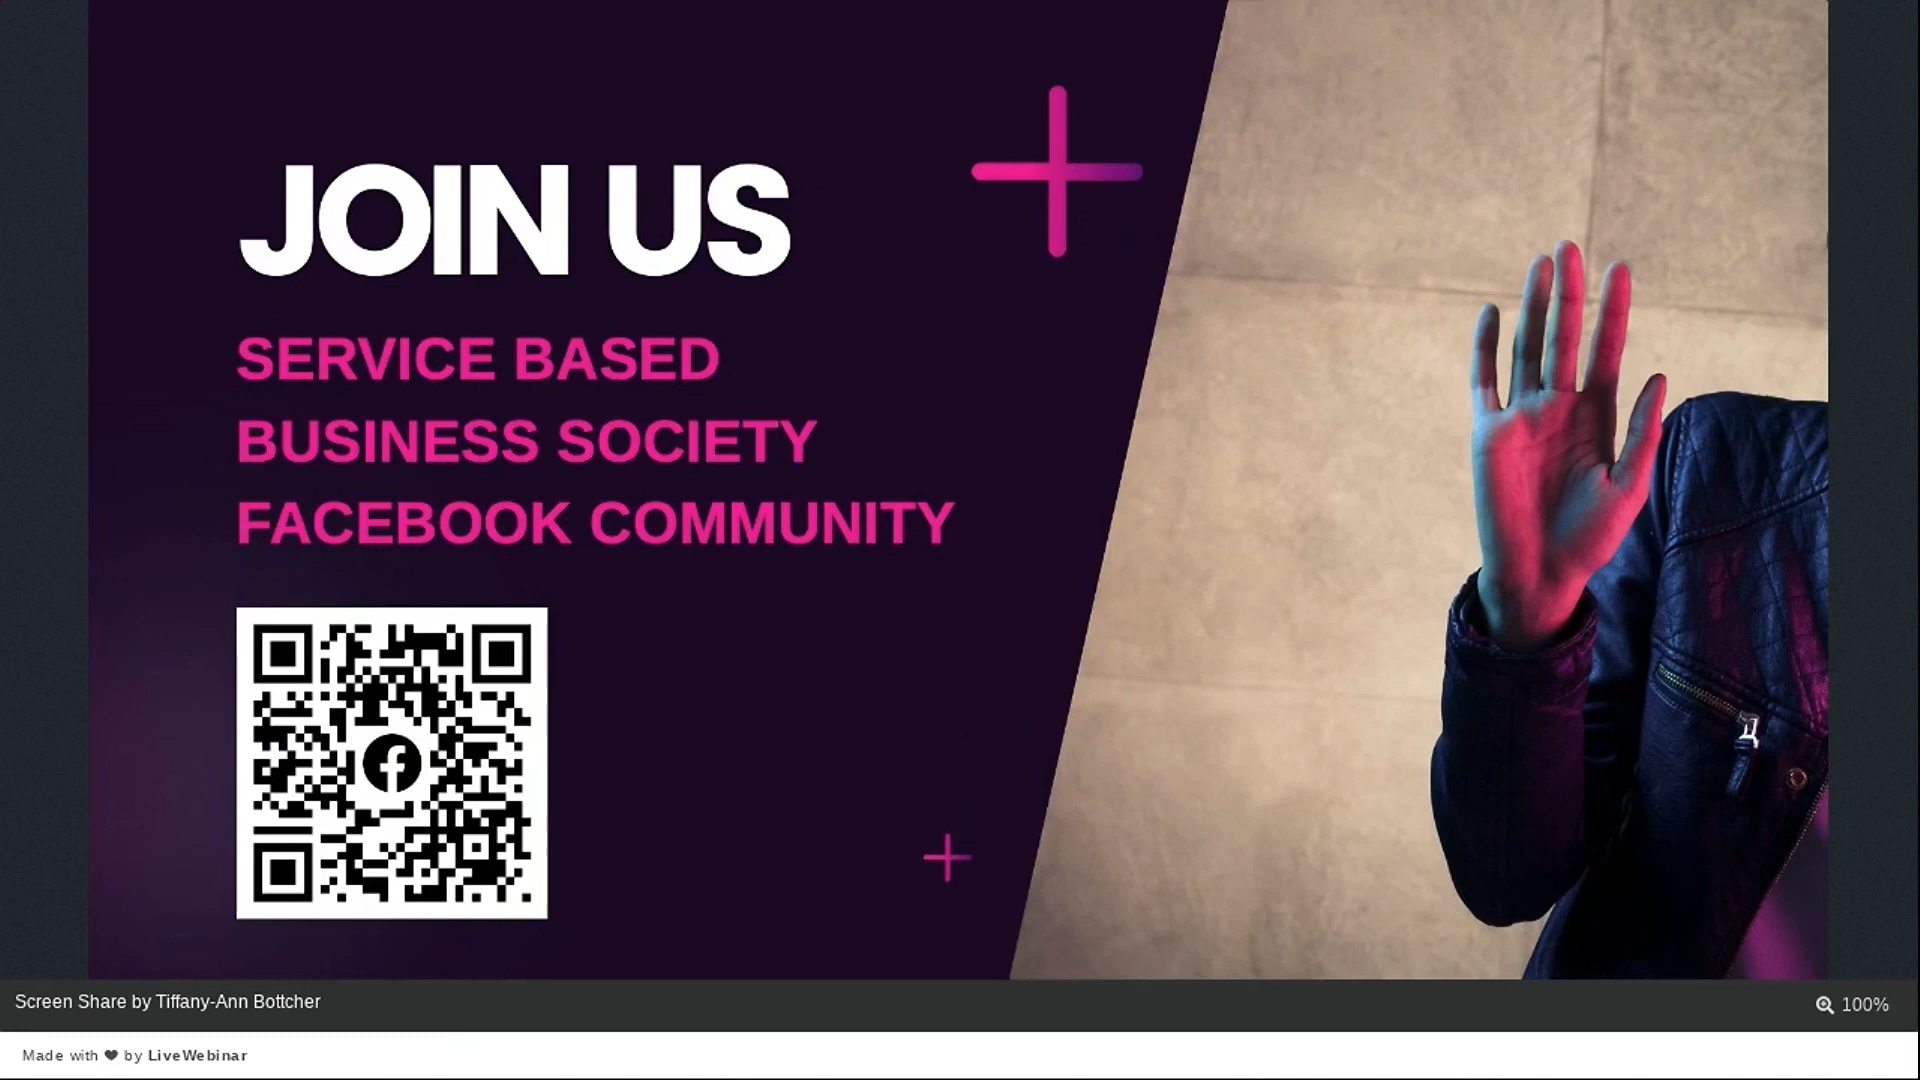 JOIN US
SERVICE BASED
BUSINESS SOCIETY
FACEBOOK COMMUNITY
Screen Share by Tiffany-Ann Bottcher
100%
Made with ❤ by LiveWebinar